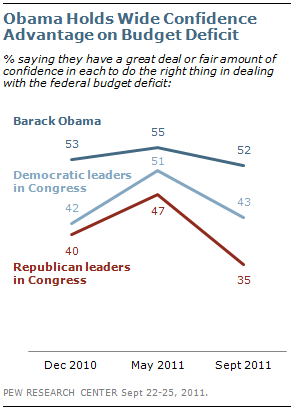 Obama Holds Wide Confidence
Advantage on Budget Deficit
% saying they have a great deal or fair amount of
confidence in each to do the right thing in dealing
with the federal budget deficit:
Barack Obama
53
55
52
Democratic leaders
in Congress
42
51
43
Republican leaders
in Congress
40
47
35
Dec 2010 May 2011 Sept 2011
PEW RESEARCH CENTER Sept 22-25, 2011.